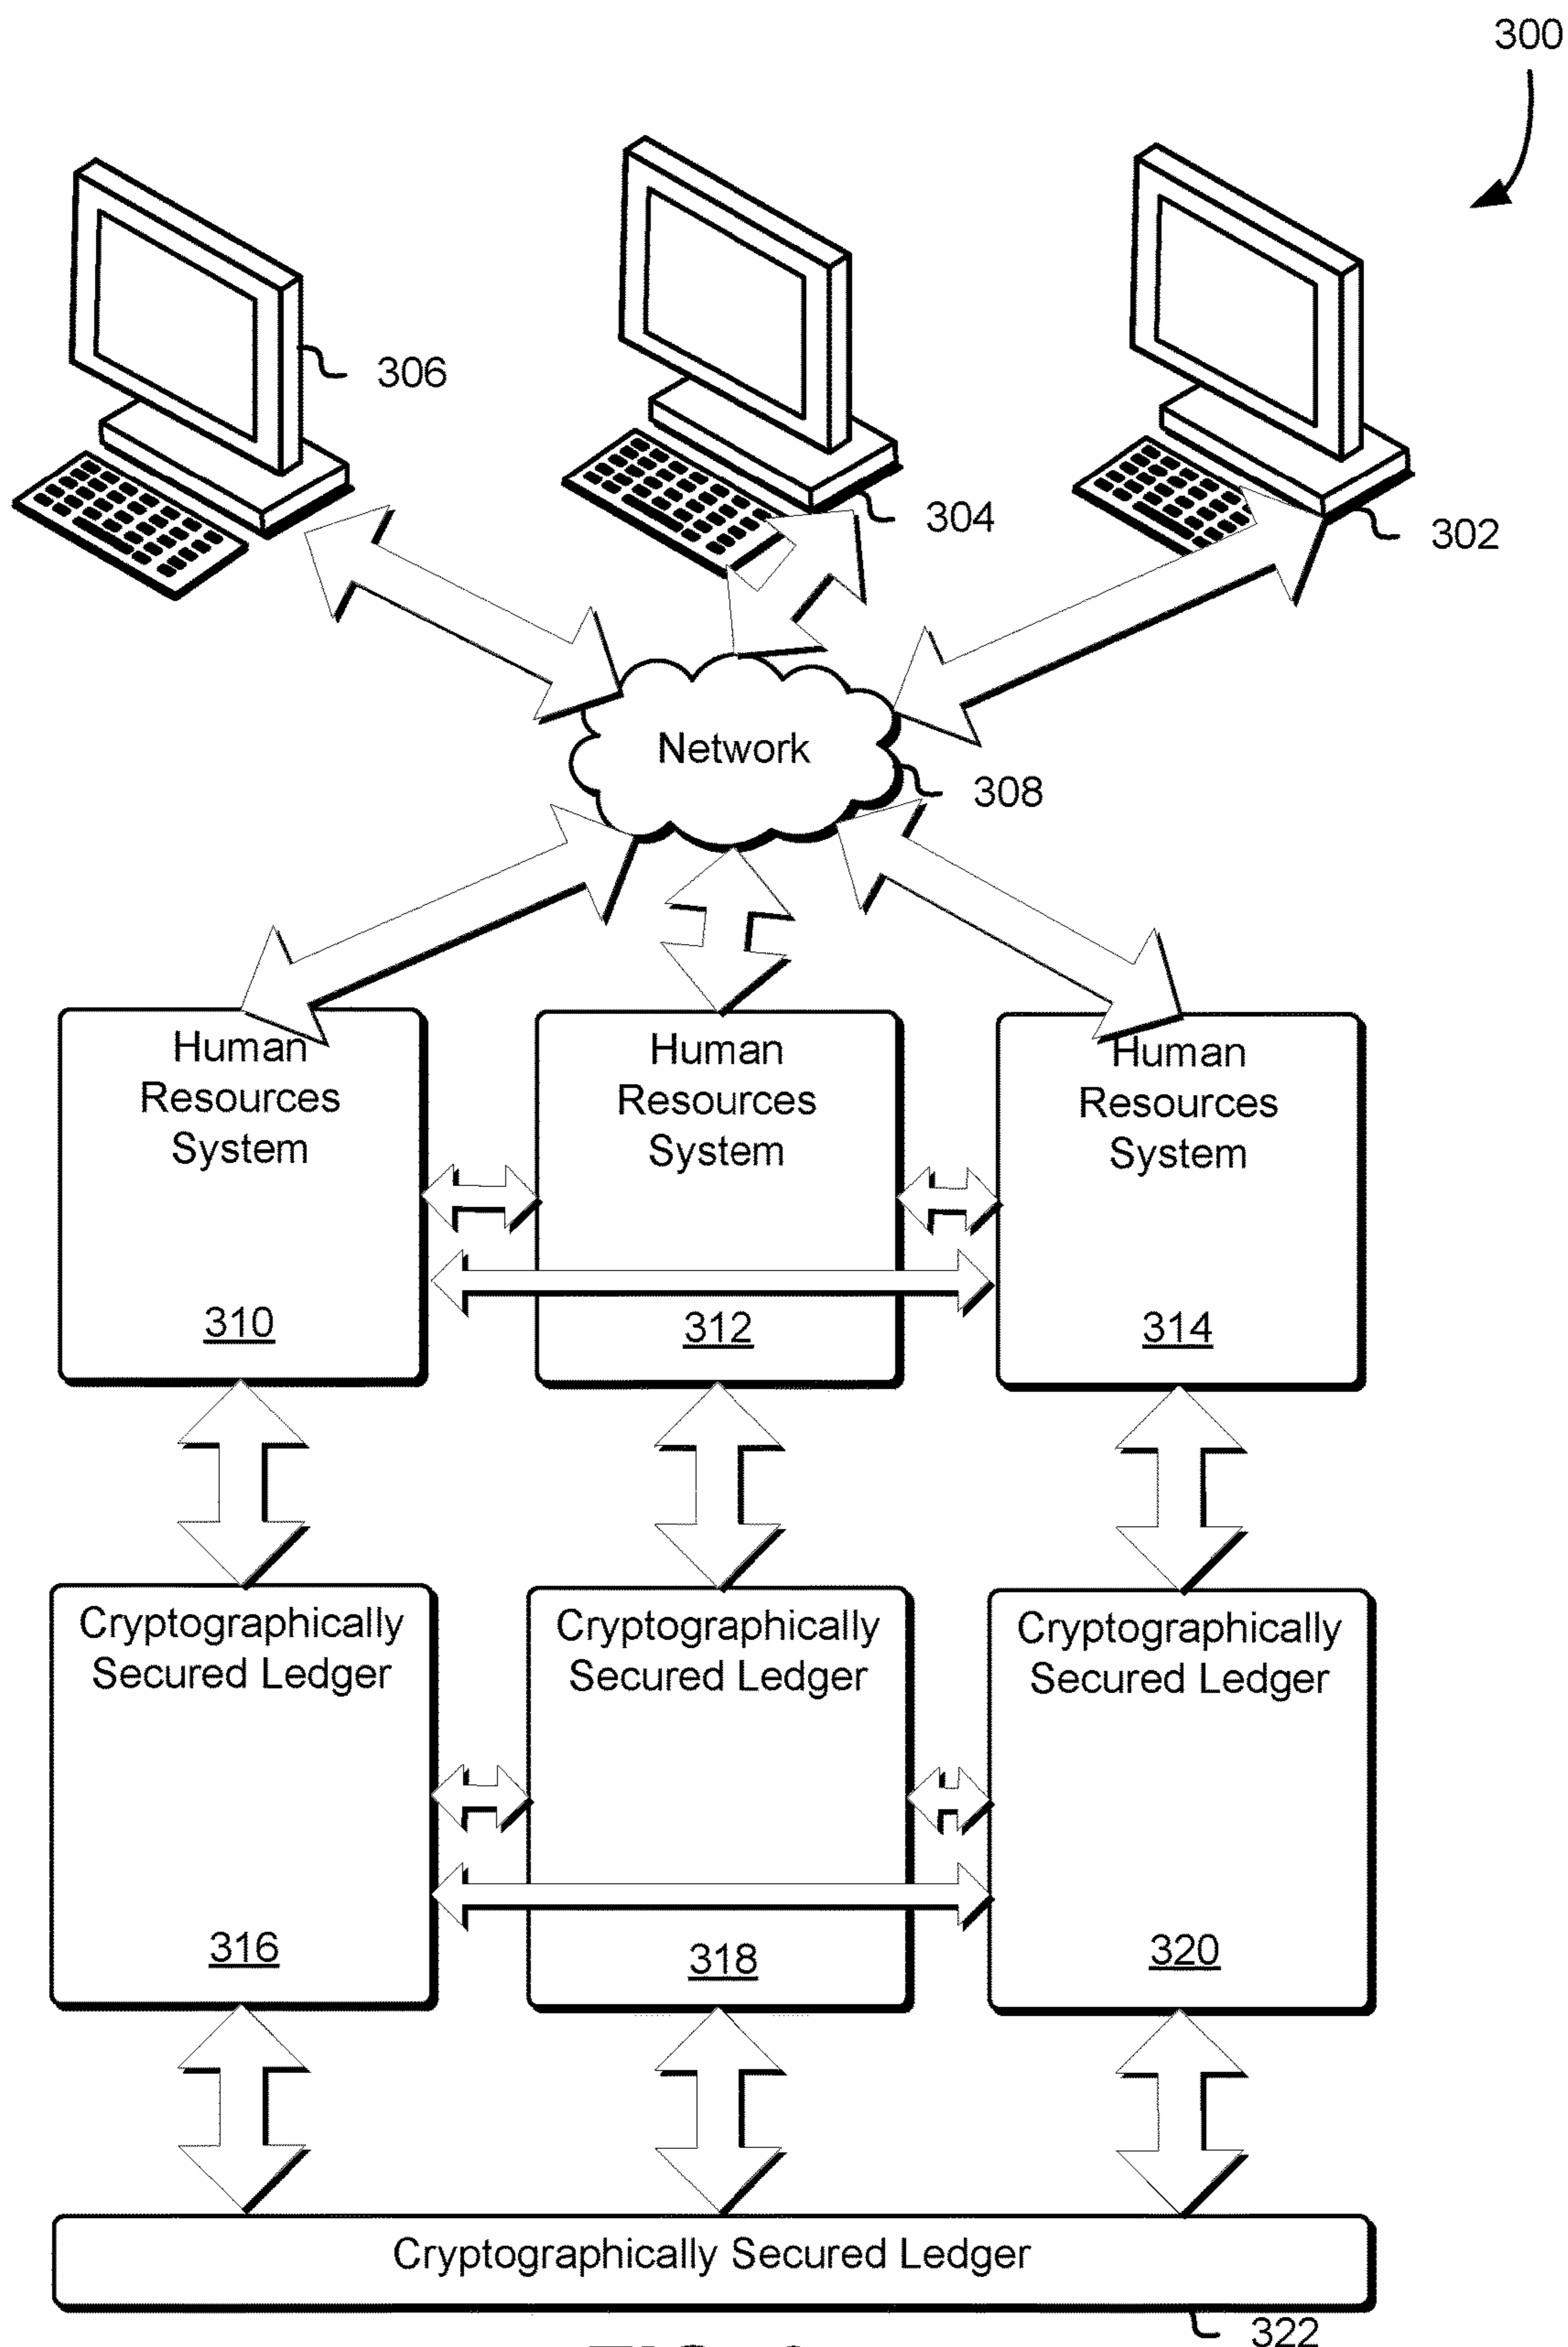 300
306
304
302
Network
308
Human
Resources
System
310
Human
Resources
System
312
Human
Resources
System
314
Cryptographically
Secured Ledger
316
Cryptographically
Secured Ledger
318
Cryptographically
Secured Ledger
320
Cryptographically Secured Ledger
322